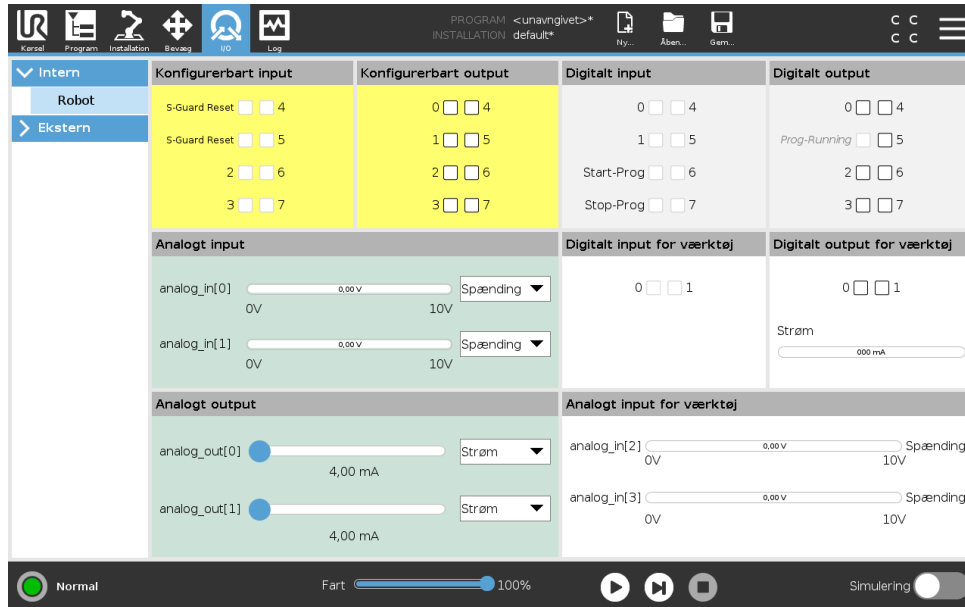 PROGRAM <unavngivet>*
INSTALLATION default*
UR
Kørsel Program Installation Bevæg I/O Log Ny... Åben... Gem...
C C
C C
Intern
Robot
Ekstern
Konfigurerbart input
S-Guard Reset 4
S-Guard Reset 5
2 6
3 7
Konfigurerbart output
0 4
1 5
2 6
3 7
Digitalt input
0 4
1 5
Start-Prog 6
Stop-Prog 7
Digitalt output
0 4
Prog-Running 5
2 6
3 7
Analogt input
analog_in[0] 0,00 V Spænding
0V 10V
analog_in[1] 0,00 V Spænding
0V 10V
Digitalt input for værktøj
0 1
Digitalt output for værktøj
0 1
Strøm
000 mA
Analogt output
analog_out[0] Strøm
4,00 mA
analog_out[1] Strøm
4,00 mA
Analogt input for værktøj
analog_in[2] 0,00 V Spænding
0V 10V
analog_in[3] 0,00 V Spænding
0V 10V
Normal Fart 100% Simulering